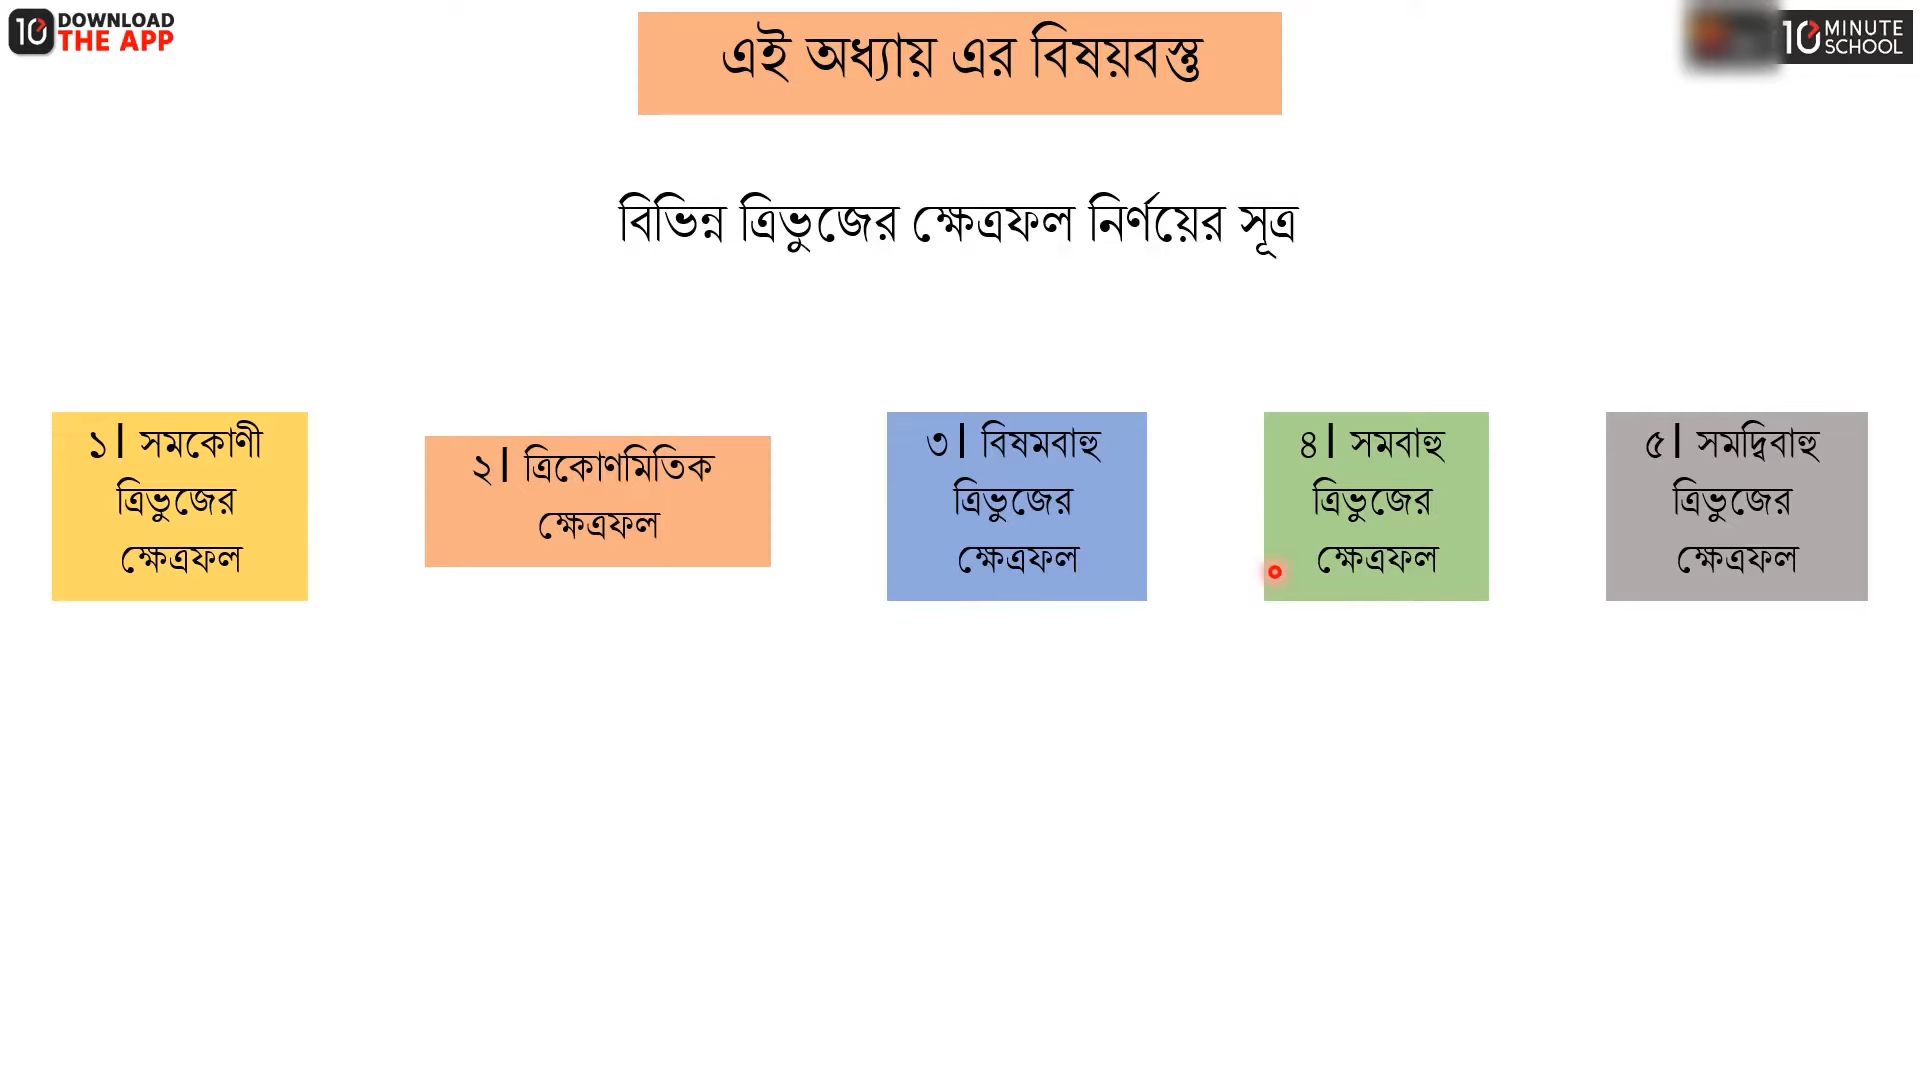 10 DOWNLOAD
THE APP
10 MINUTE
SCHOOL
এই অধ্যায় এর বিষয়বস্তু
বিভিন্ন ত্রিভুজের ক্ষেত্রফল নির্ণয়ের সূত্র
১। সমকোণী
ত্রিভুজের
ক্ষেত্রফল
২। ত্রিকোণমিতিক
ক্ষেত্রফল
৩। বিষমবাহু
ত্রিভুজের
ক্ষেত্রফল
৪। সমবাহু
ত্রিভুজের
ক্ষেত্রফল
৫। সমদ্বিবাহু
ত্রিভুজের
ক্ষেত্রফল